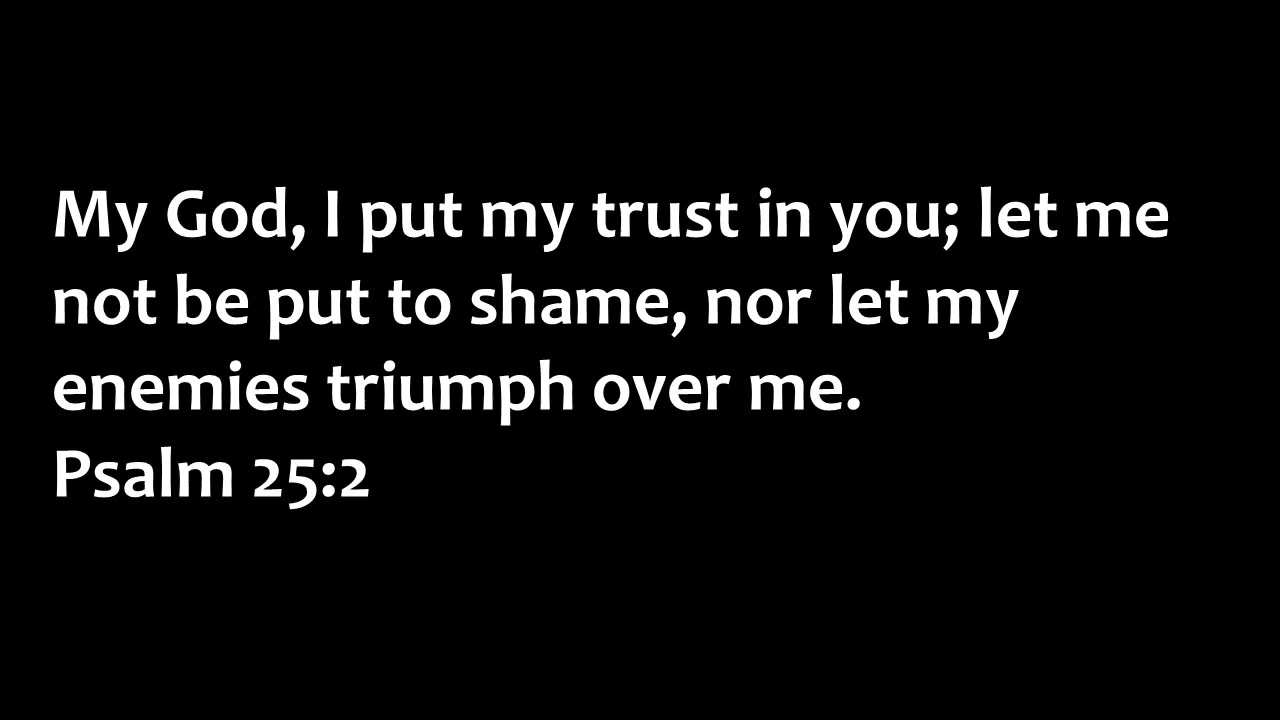 My God, I put my trust in you; let me
not be put to shame, nor let my
enemies triumph over me.
Psalm 25:2